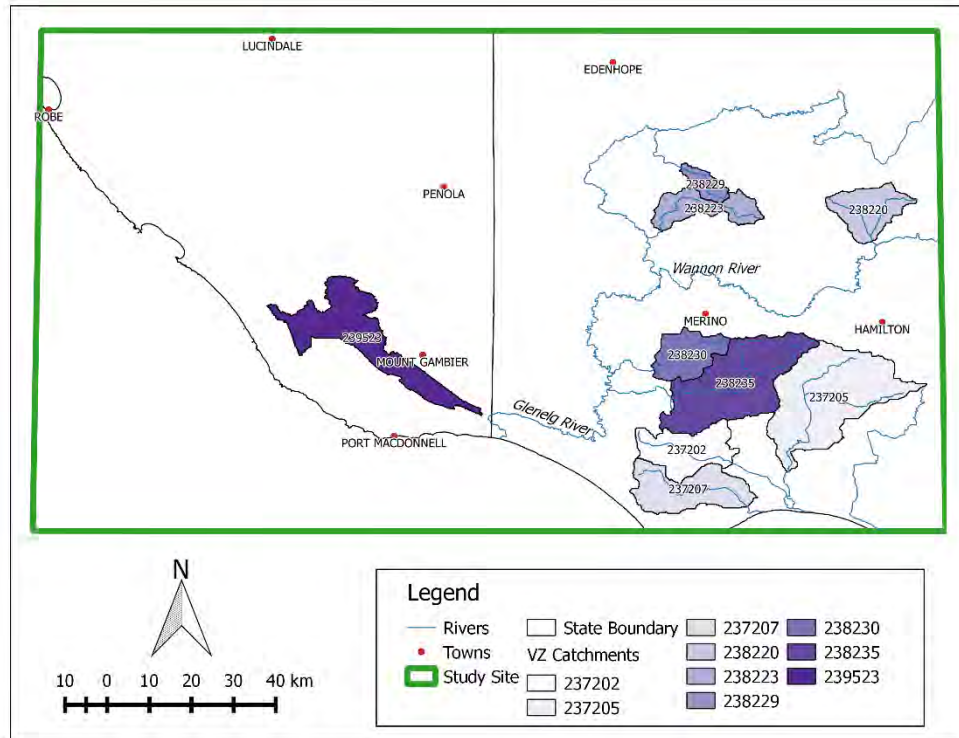 LUCINDALE
EDENHOPE
ROBE
PENOLA
238229
238223
238220
Wannon River
MERINO
HAMILTON
239523
MOUNT GAMBIER
238230
238235
237205
Glenelg River
PORT MACDONNELL
237202
237207
N
10 0 10 20 30 40 km
Legend
Rivers
Towns
Study Site
State Boundary
VZ Catchments
237202
237205
237207
238220
238223
238229
238230
238235
239523